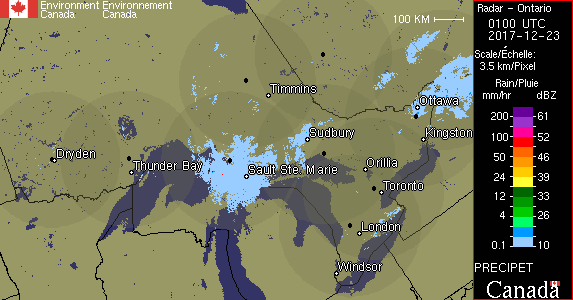 Environment Environnement
Canada Canada
100 KM
Timmins
Ottawa
Sudbury
Kingston
Dryden
Thunder Bay
Sault Ste. Marie
Orillia
Toronto
London
Windsor
Radar - Ontario
0100 UTC
2017-12-23
Scale/Échelle:
3.5 km/Pixel
Rain/Pluie
mm/hr dBZ
200 61
100 52
50 46
24 39
12 33
4 26
0.1 10
PRECIPET
Canada